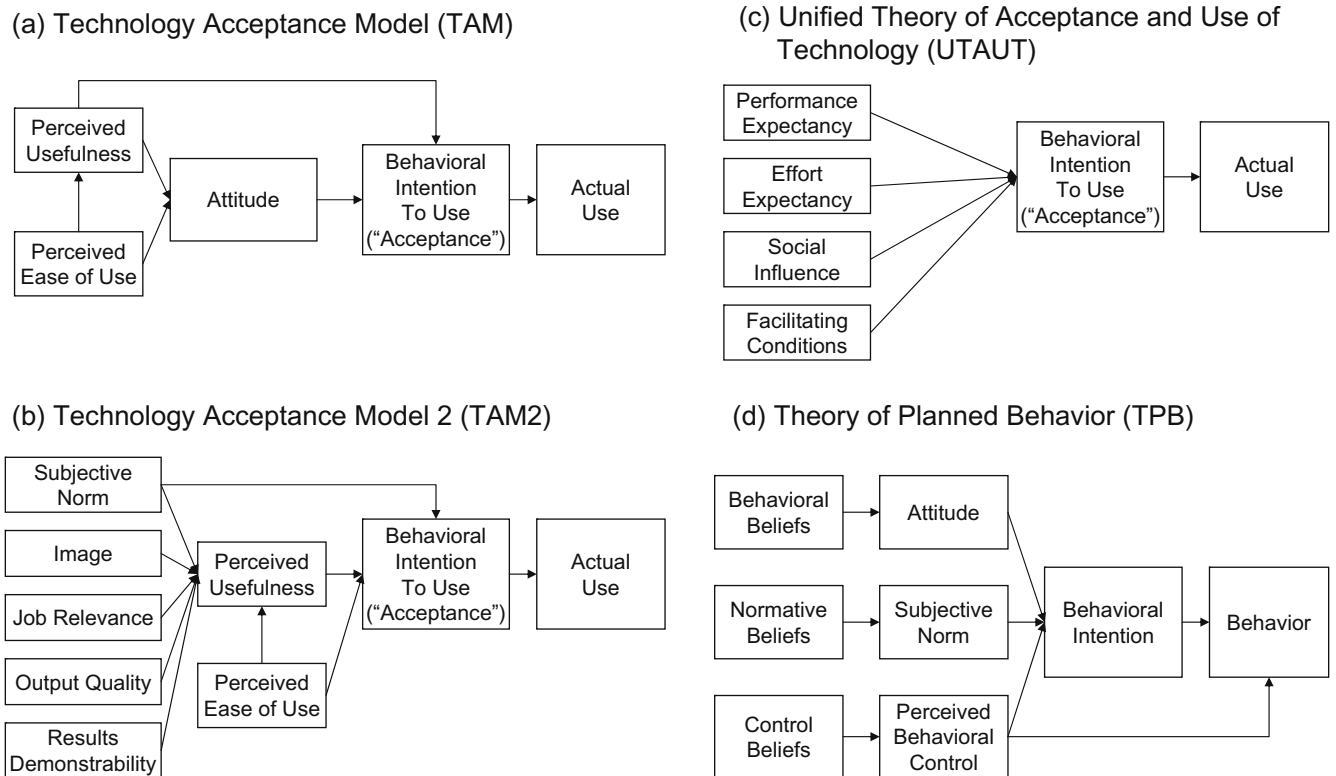 (a) Technology Acceptance Model (TAM)
Perceived
Usefulness
Attitude
Behavioral
Intention
To Use
(“Acceptance”)
Actual
Use
Perceived
Ease of Use
(b) Technology Acceptance Model 2 (TAM2)
Subjective
Norm
Image
Job Relevance
Output Quality
Results
Demonstrability
Perceived
Usefulness
Perceived
Ease of Use
Behavioral
Intention
To Use
(“Acceptance”)
Actual
Use
(c) Unified Theory of Acceptance and Use of
Technology (UTAUT)
Performance
Expectancy
Effort
Expectancy
Social
Influence
Facilitating
Conditions
Behavioral
Intention
To Use
(“Acceptance”)
Actual
Use
(d) Theory of Planned Behavior (TPB)
Behavioral
Beliefs
Attitude
Normative
Beliefs
Subjective
Norm
Control
Beliefs
Perceived
Behavioral
Control
Behavioral
Intention
Behavior